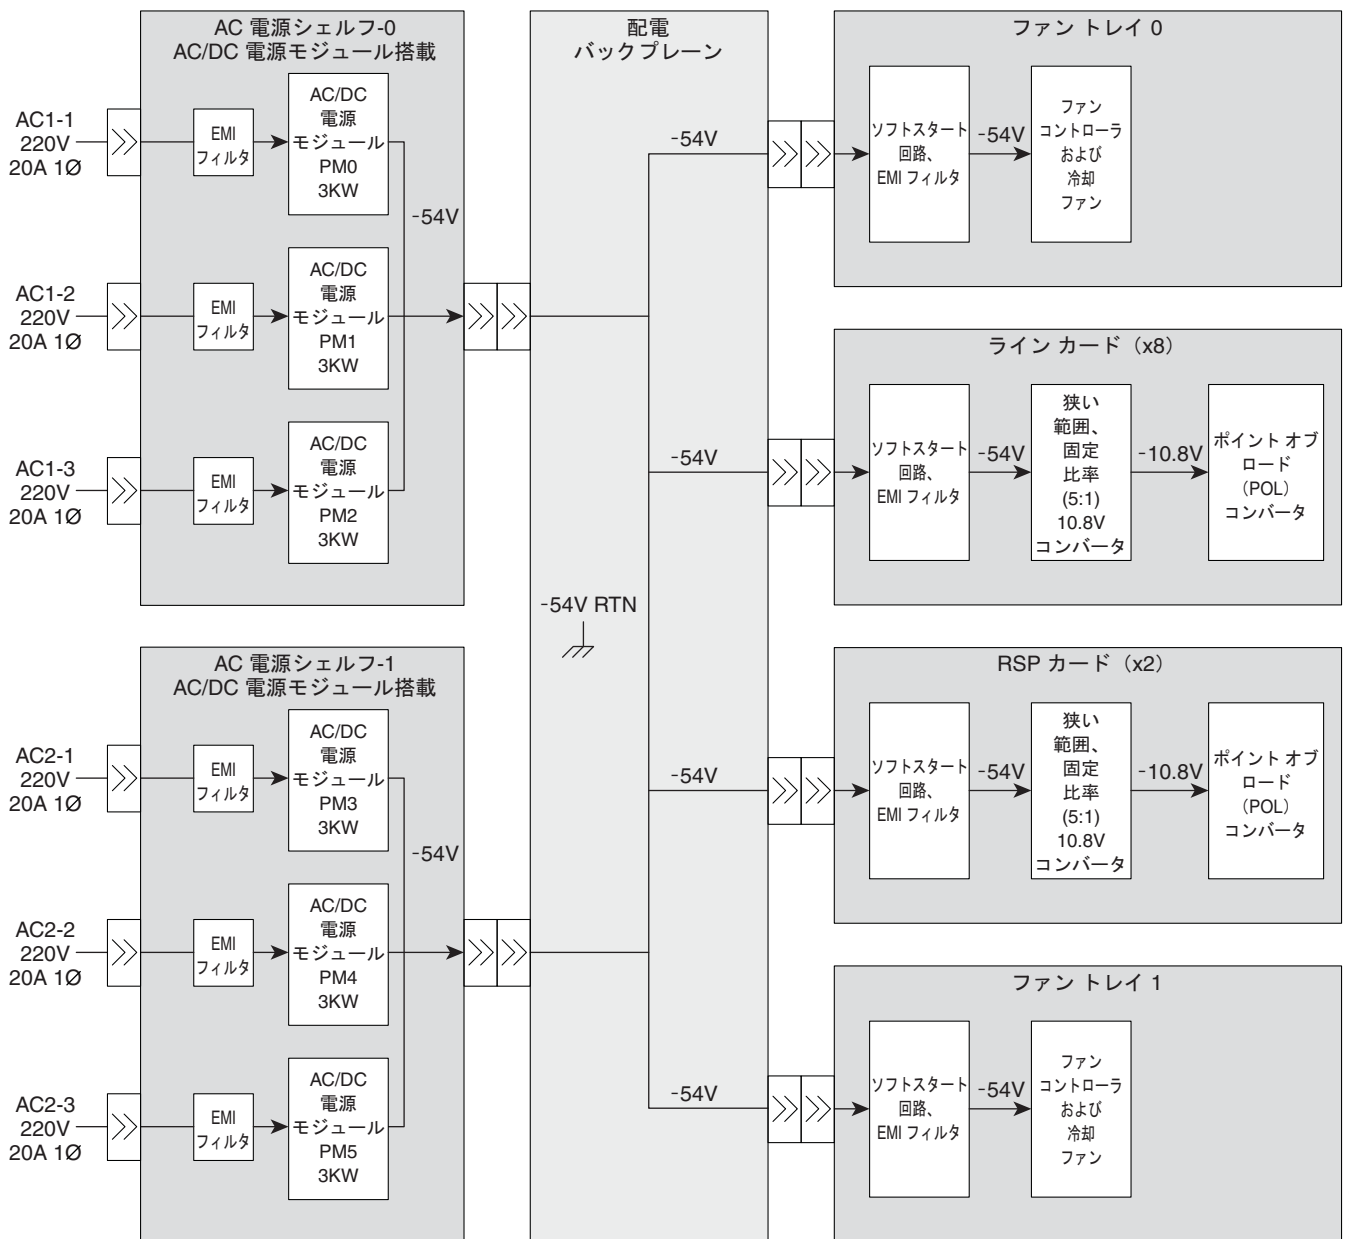 AC 電源シェルフ-0
AC/DC 電源モジュール搭載
AC1-1
220V
20A 1Ø
EMI
フィルタ
AC/DC
電源
モジュール
PM0
3KW
-54V
AC1-2
220V
20A 1Ø
EMI
フィルタ
AC/DC
電源
モジュール
PM1
3KW
AC1-3
220V
20A 1Ø
EMI
フィルタ
AC/DC
電源
モジュール
PM2
3KW
AC 電源シェルフ-1
AC/DC 電源モジュール搭載
AC2-1
220V
20A 1Ø
EMI
フィルタ
AC/DC
電源
モジュール
PM3
3KW
-54V
AC2-2
220V
20A 1Ø
EMI
フィルタ
AC/DC
電源
モジュール
PM4
3KW
AC2-3
220V
20A 1Ø
EMI
フィルタ
AC/DC
電源
モジュール
PM5
3KW
配電
バックプレーン
-54V
-54V
-54V RTN
-54V
-54V
ファン トレイ 0
ソフトスタート
回路、
EMI フィルタ
-54V
ファン
コントローラ
および
冷却
ファン
ライン カード（x8）
ソフトスタート
回路、
EMI フィルタ
-54V
狭い
範囲、
固定
比率
(5:1)
10.8V
コンバータ
-10.8V
ポイント オブ
ロード
（POL）
コンバータ
RSP カード（x2）
ソフトスタート
回路、
EMI フィルタ
-54V
狭い
範囲、
固定
比率
(5:1)
10.8V
コンバータ
-10.8V
ポイント オブ
ロード
（POL）
コンバータ
ファン トレイ 1
ソフトスタート
回路、
EMI フィルタ
-54V
ファン
コントローラ
および
冷却
ファン